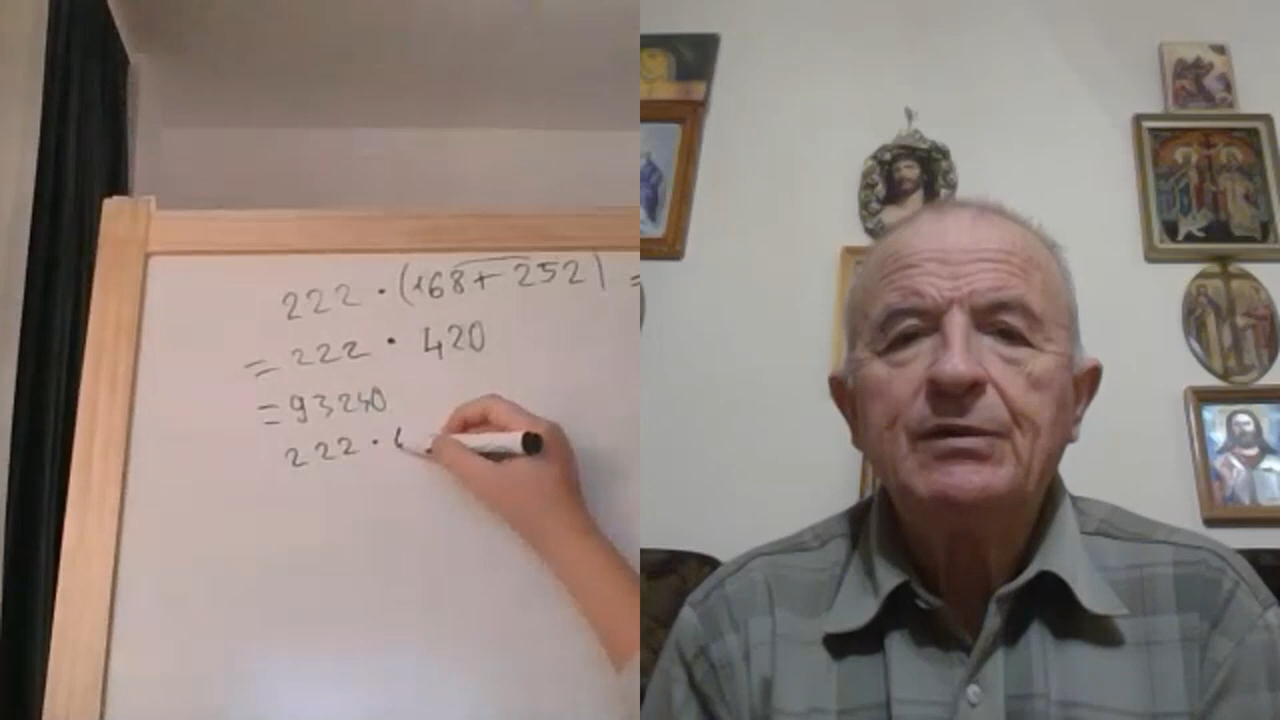 222 · (168 + 252) =
= 222 · 420
= 93240
222 ·